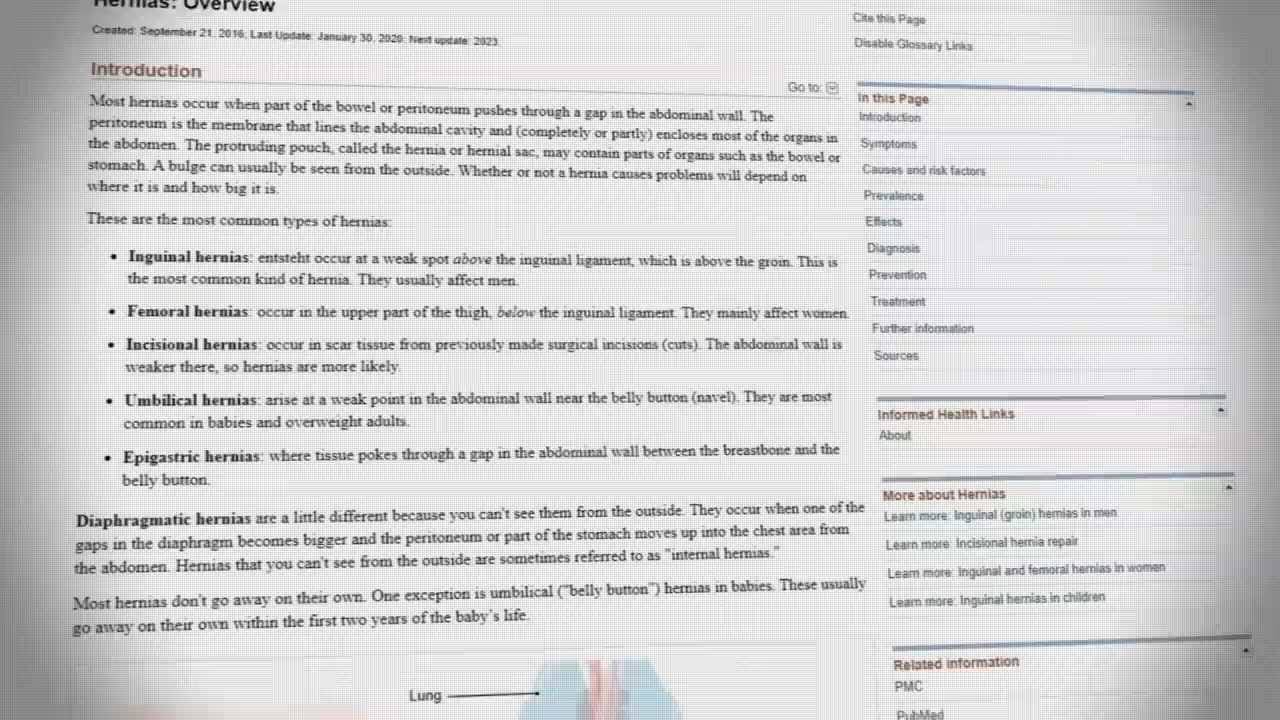 Hernias: Overview
Created: September 21, 2016; Last Update: January 30, 2020; Next update: 2023.
Introduction
Go to:
Most hernias occur when part of the bowel or peritoneum pushes through a gap in the abdominal wall. The
peritoneum is the membrane that lines the abdominal cavity and (completely or partly) encloses most of the organs in
the abdomen. The protruding pouch, called the hernia or hernial sac, may contain parts of organs such as the bowel or
stomach. A bulge can usually be seen from the outside. Whether or not a hernia causes problems will depend on
where it is and how big it is.
These are the most common types of hernias:
• Inguinal hernias: entsteht occur at a weak spot above the inguinal ligament, which is above the groin. This is
the most common kind of hernia. They usually affect men.
• Femoral hernias: occur in the upper part of the thigh, below the inguinal ligament. They mainly affect women.
• Incisional hernias: occur in scar tissue from previously made surgical incisions (cuts). The abdominal wall is
weaker there, so hernias are more likely.
• Umbilical hernias: arise at a weak point in the abdominal wall near the belly button (navel). They are most
common in babies and overweight adults.
• Epigastric hernias: where tissue pokes through a gap in the abdominal wall between the breastbone and the
belly button.
Diaphragmatic hernias are a little different because you can't see them from the outside. They occur when one of the
gaps in the diaphragm becomes bigger and the peritoneum or part of the stomach moves up into the chest area from
the abdomen. Hernias that you can't see from the outside are sometimes referred to as "internal hernias."
Most hernias don't go away on their own. One exception is umbilical ("belly button") hernias in babies. These usually
go away on their own within the first two years of the baby's life.
Lung
Cite this Page
Disable Glossary Links
In this Page
Introduction
Symptoms
Causes and risk factors
Prevalence
Effects
Diagnosis
Prevention
Treatment
Further information
Sources
Informed Health Links
About
More about Hernias
Learn more: Inguinal (groin) hernias in men
Learn more: Incisional hernia repair
Learn more: Inguinal and femoral hernias in women
Learn more: Inguinal hernias in children
Related information
PMC
PubMed